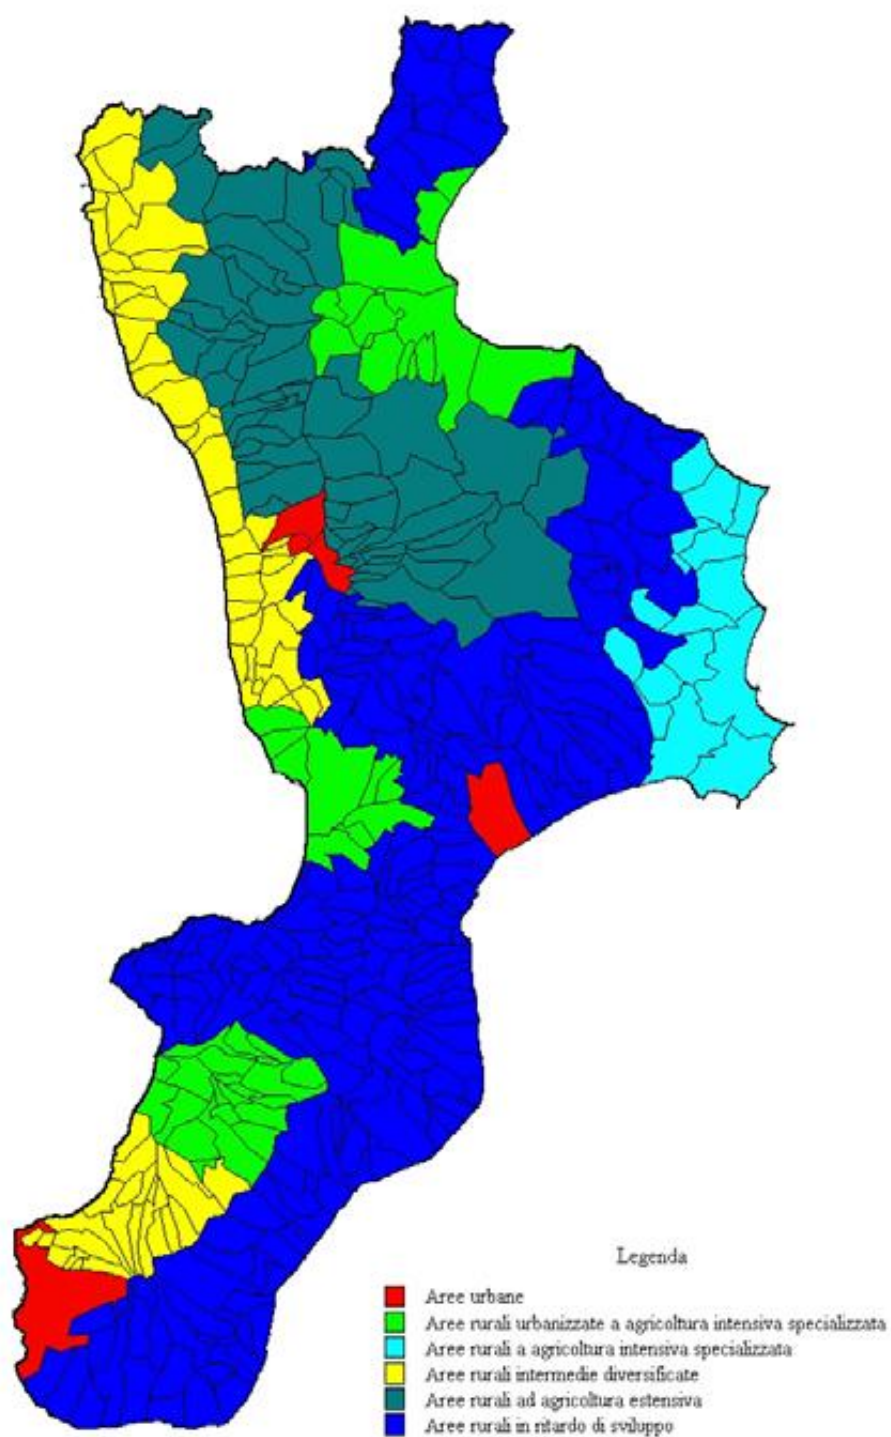 Legenda
Aree urbane
Aree rurali urbanizzate a agricoltura intensiva specializzata
Aree rurali a agricoltura intensiva specializzata
Aree rurali intermedie diversificate
Aree rurali ad agricoltura estensiva
Aree rurali in ritardo di sviluppo